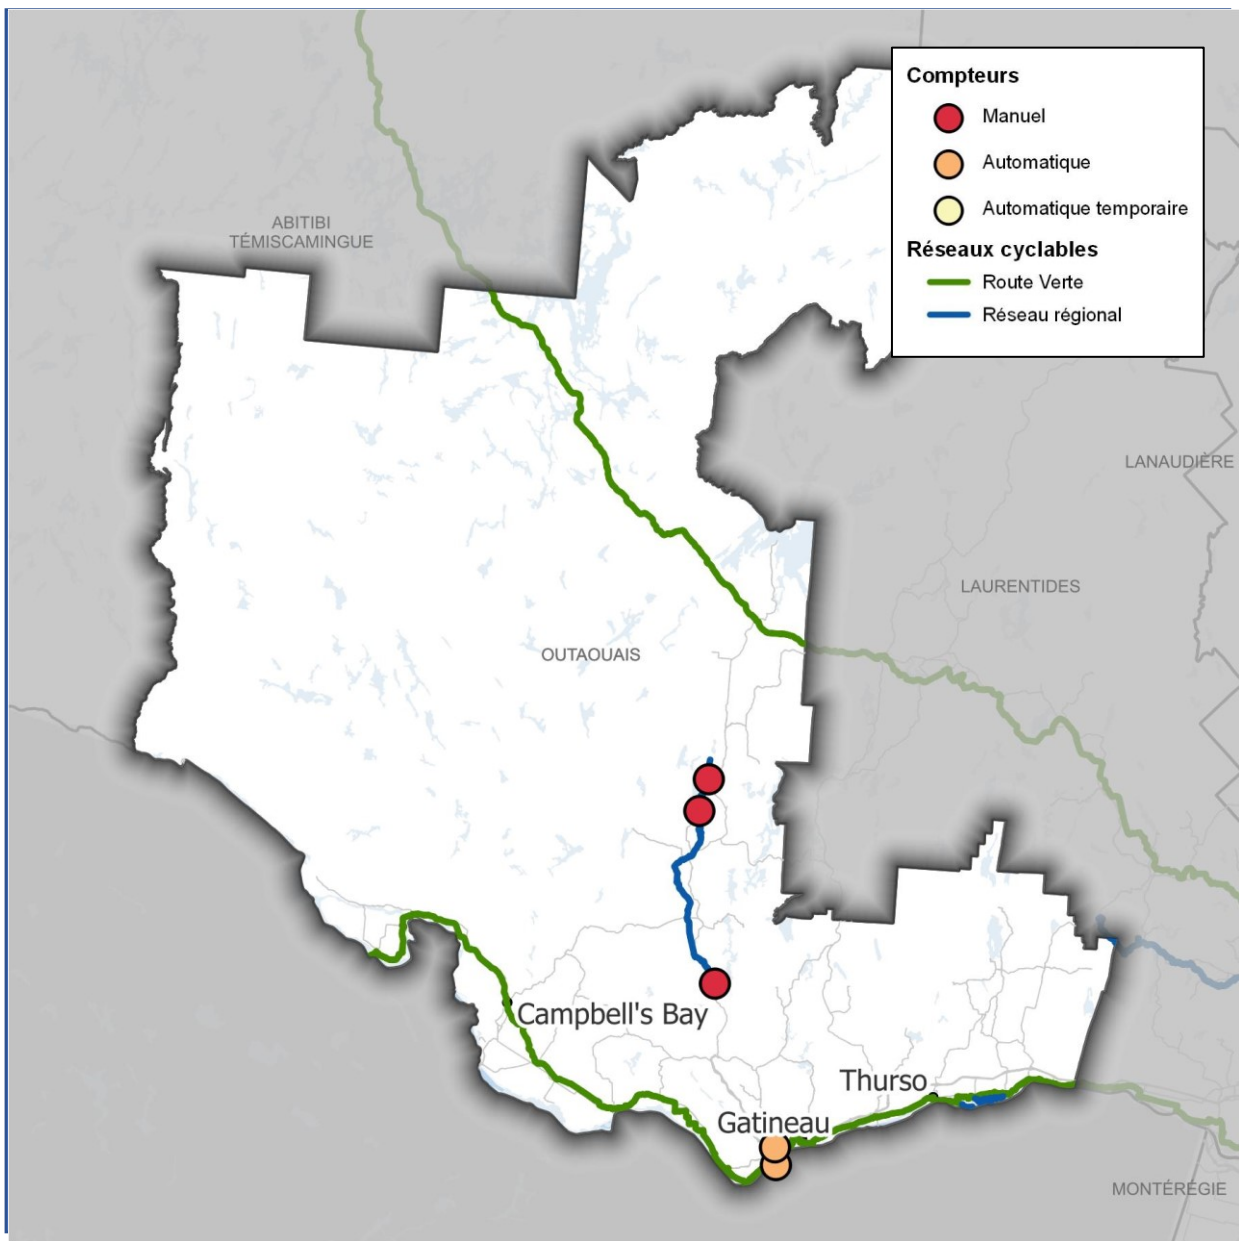 Compteurs
Manuel
Automatique
Automatique temporaire
Réseaux cyclables
Route Verte
Réseau régional
ABITIBI
TÉMISCAMINGUE
LANAUDIÈRE
LAURENTIDES
OUTAOUAIS
Campbell's Bay
Thurso
Gatineau
MONTÉRÉGIE